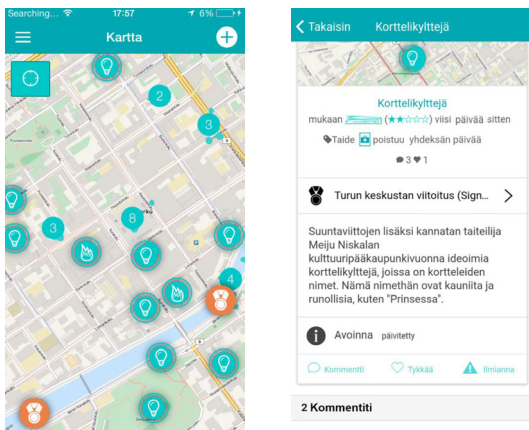 Searching...
17:57
6%
Kartta
2
3
3
8
4
Takaisin
Korttelikylttejä
Korttelikylttejä
mukaan (★★☆☆☆) viisi päivää sitten
Taide poistuu yhdeksän päivää
3 ♥ 1
Turun keskustan viitoitus (Sign...
Suuntaviittojen lisäksi kannatan taiteilija
Meiju Niskalan
kulttuuripääkaupunkivuonna ideoimia
korttelikylttejä, joissa on kortteleiden
nimet. Nämä nimethän ovat kauniita ja
runollisia, kuten "Prinsessa".
Avoinna päivitetty
Kommentti
Tykkää
Ilmianna
2 Kommentiti